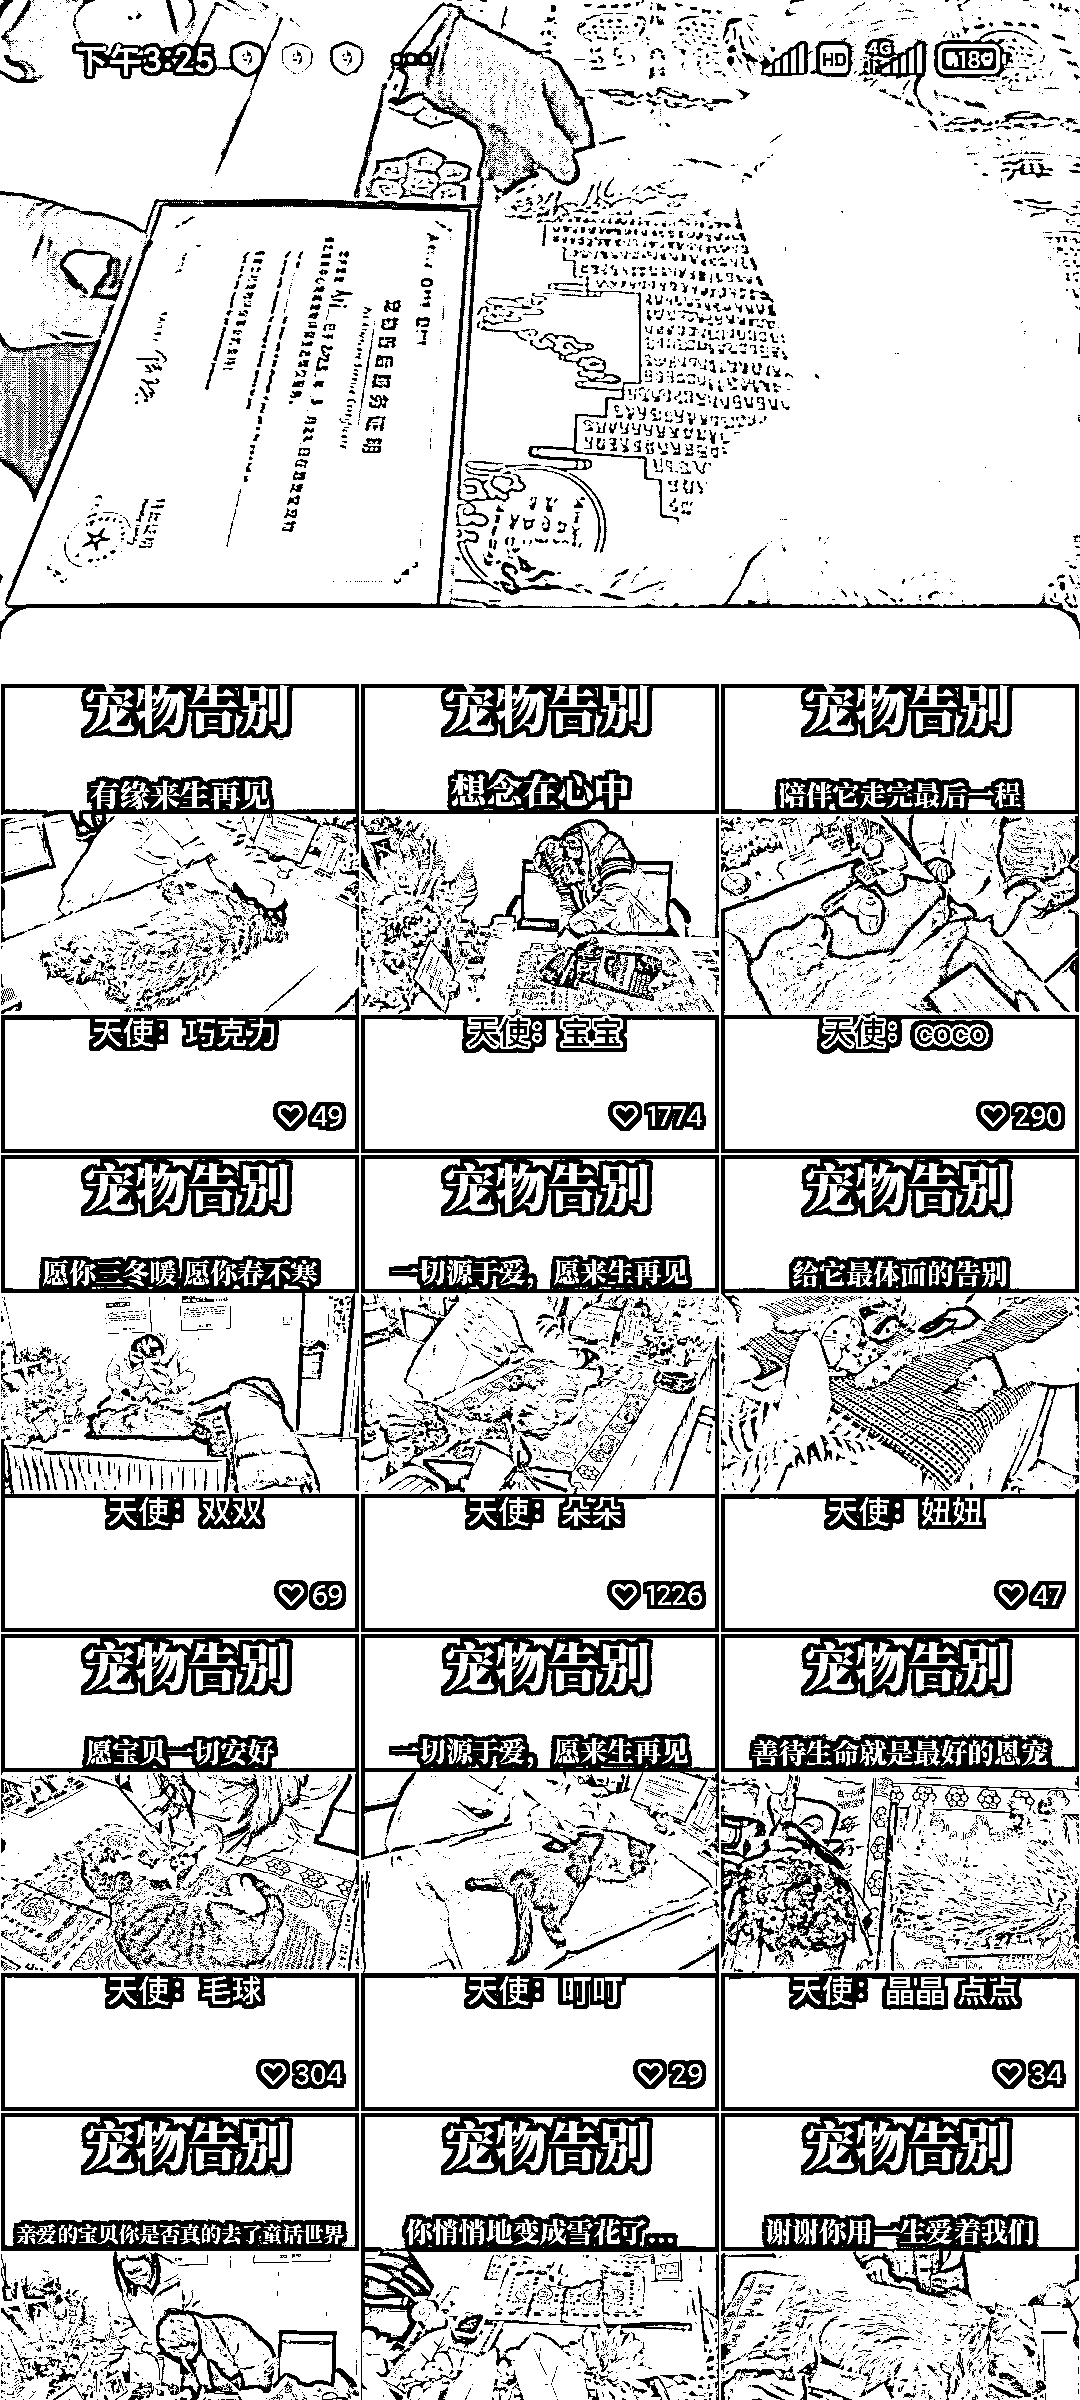 下午3:25
HD 4G 18
宠物告别 宠物告别 宠物告别
有缘来生再见 想念在心中 陪伴它走完最后一程
天使：巧克力 天使：宝宝 天使：coco
49 1774 290
宠物告别 宠物告别 宠物告别
愿你三冬暖 愿你春不寒 一切源于爱，愿来生再见 给它最体面的告别
天使：双双 天使：朵朵 天使：妞妞
69 1226 47
宠物告别 宠物告别 宠物告别
愿宝贝一切安好 一切源于爱，愿来生再见 善待生命就是最好的恩宠
天使：毛球 天使：叮叮 天使：晶晶 点点
304 29 34
宠物告别 宠物告别 宠物告别
亲爱的宝贝你是否真的去了童话世界 你悄悄地变成雪花了... 谢谢你用一生爱着我们